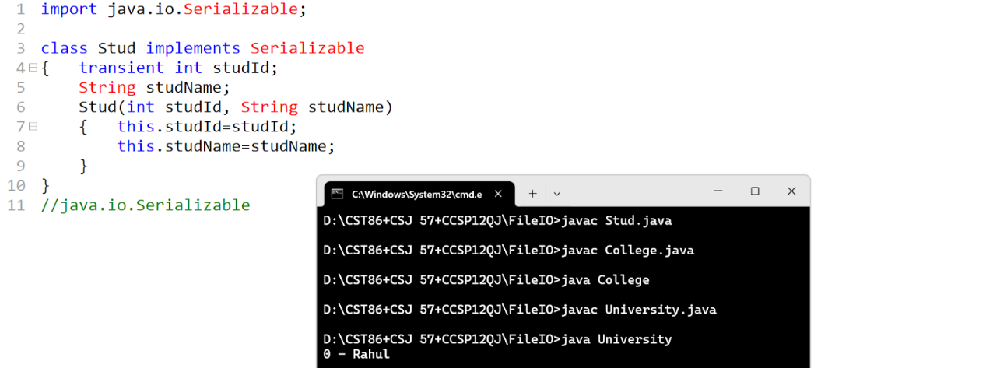 1 import java.io.Serializable;
2
3 class Stud implements Serializable
4 {   transient int studId;
5     String studName;
6     Stud(int studId, String studName)
7     {   this.studId=studId;
8         this.studName=studName;
9     }
10 }
11 //java.io.Serializable
C:\Windows\System32\cmd.e
D:\CST86+CSJ 57+CCSP12QJ\FileIO>javac Stud.java
D:\CST86+CSJ 57+CCSP12QJ\FileIO>javac College.java
D:\CST86+CSJ 57+CCSP12QJ\FileIO>java College
D:\CST86+CSJ 57+CCSP12QJ\FileIO>javac University.java
D:\CST86+CSJ 57+CCSP12QJ\FileIO>java University
0 - Rahul